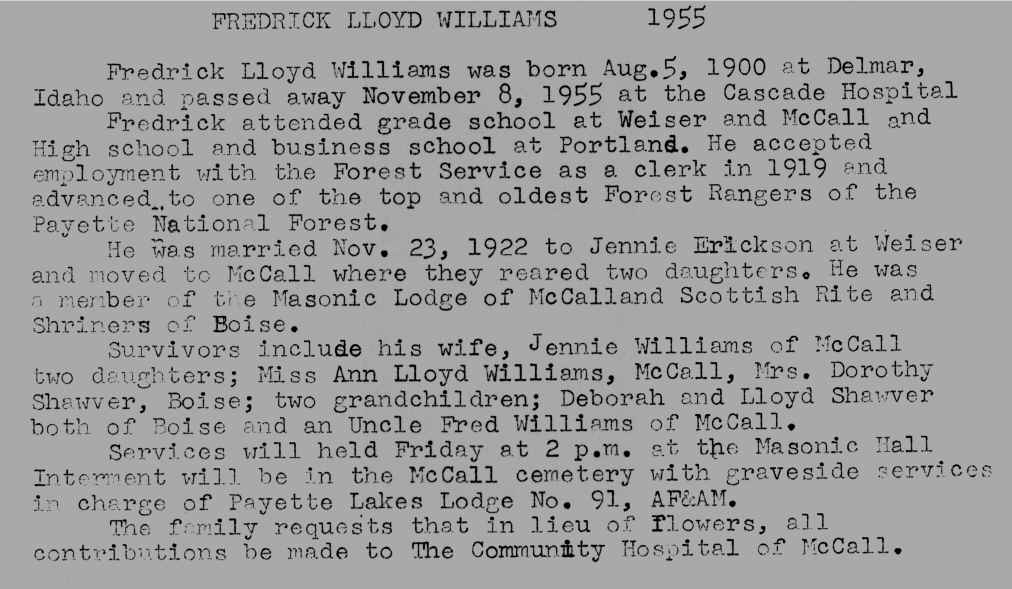 FREDRICK LLOYD WILLIAMS 1955
Fredrick Lloyd Williams was born Aug.5, 1900 at Delmar,
Idaho and passed away November 8, 1955 at the Cascade Hospital
Fredrick attended grade school at Weiser and McCall and
High school and business school at Portland. He accepted
employment with the Forest Service as a clerk in 1919 and
advanced to one of the top and oldest Forest Rangers of the
Payette National Forest.
He was married Nov. 23, 1922 to Jennie Erickson at Weiser
and moved to McCall where they reared two daughters. He was
a member of the Masonic Lodge of McCalland Scottish Rite and
Shriners of Boise.
Survivors include his wife, Jennie Williams of McCall
two daughters; Miss Ann Lloyd Williams, McCall, Mrs. Dorothy
Shawver, Boise; two grandchildren; Deborah and Lloyd Shawver
both of Boise and an Uncle Fred Williams of McCall.
Services will held Friday at 2 p.m. at the Masonic Hall
Interment will be in the McCall cemetery with graveside services
in charge of Payette Lakes Lodge No. 91, AF&AM.
The family requests that in lieu of flowers, all
contributions be made to The Community Hospital of McCall.